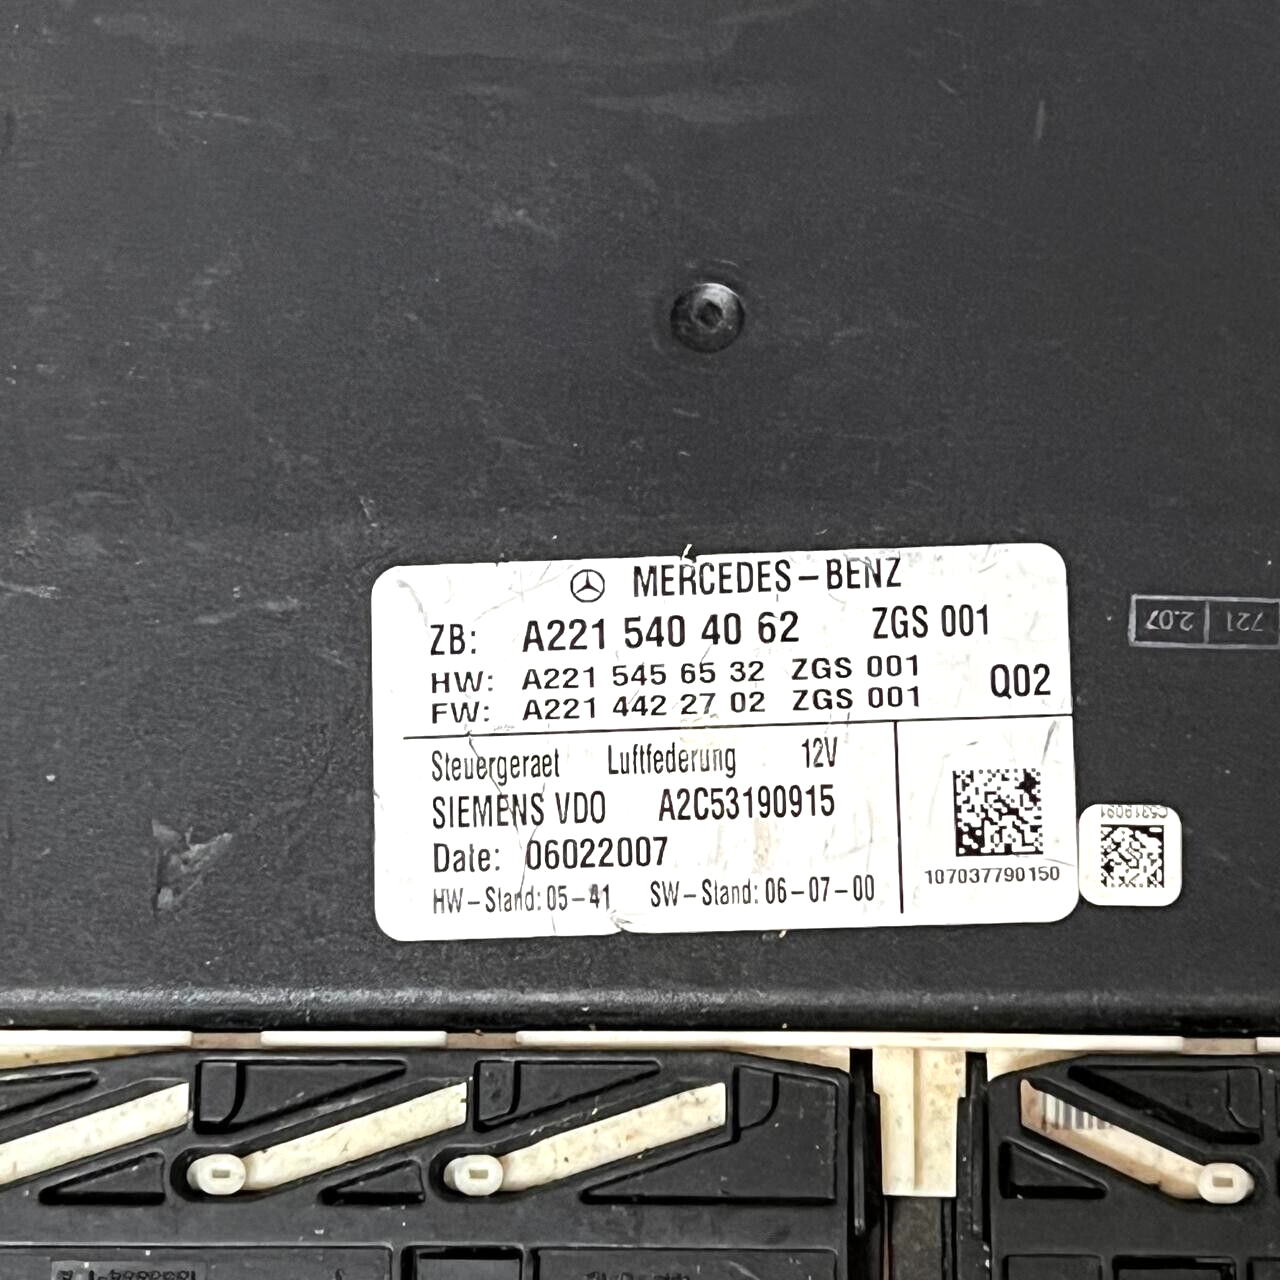 MERCEDES-BENZ
ZB: A221 540 40 62 ZGS 001
HW: A221 545 65 32 ZGS 001
FW: A221 442 27 02 ZGS 001
Q02
Steuergeraet Luftfederung 12V
SIEMENS VDO A2C53190915
Date: 06022007
HW-Stand: 05-41 SW-Stand: 06-07-00
107037790150
C5319091
721 2.07